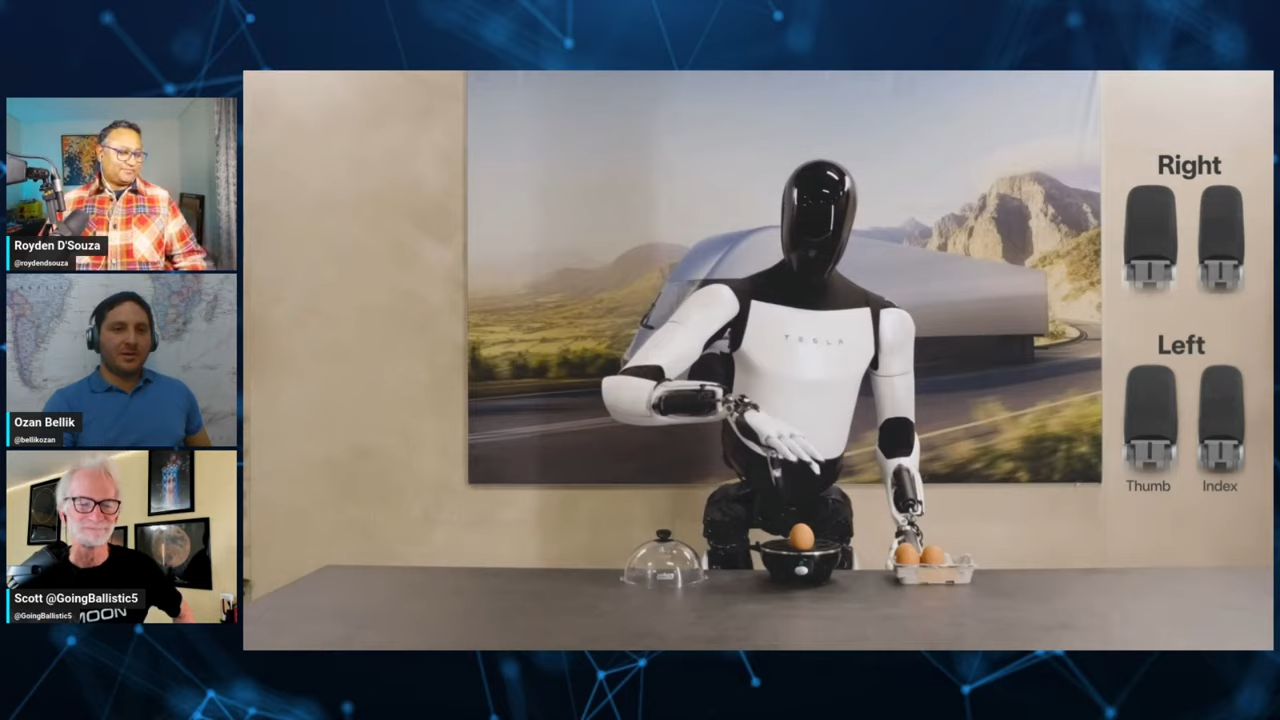 Royden D'Souza
@roydendsouza
Ozan Bellik
@bellikozan
Scott @GoingBallistic5
@GoingBallistic5
MOON
TESLA
Right
Left
Thumb Index